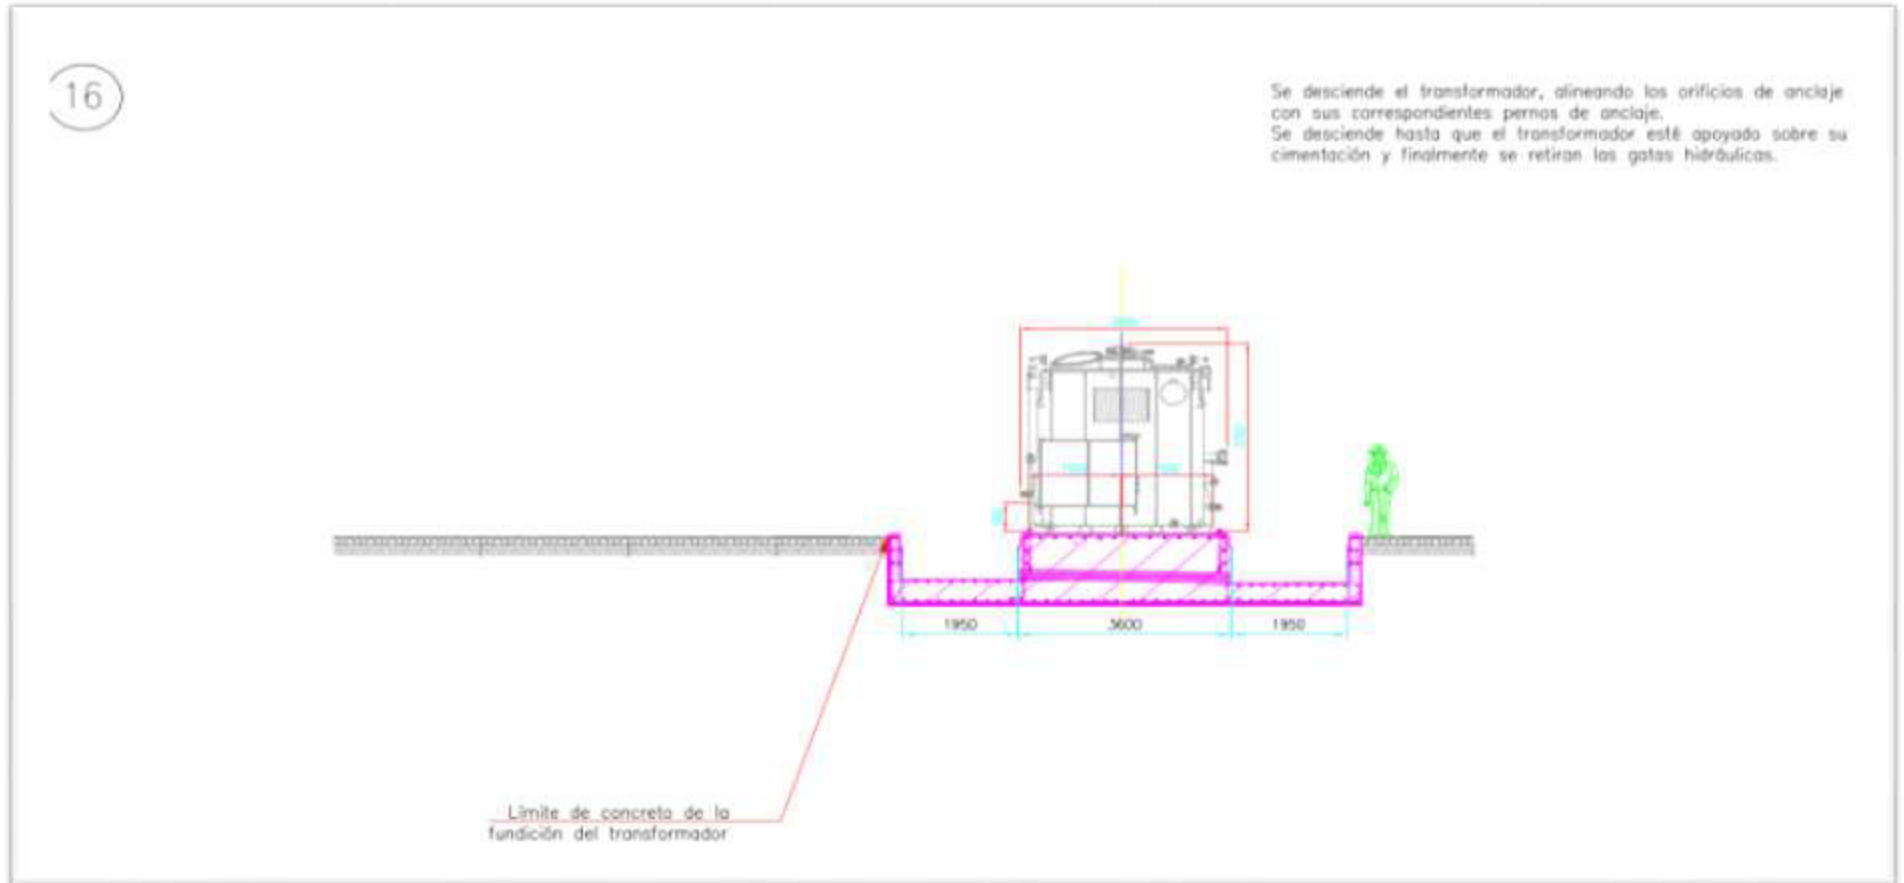 16
Se desciende el transformador, alineando los orificios de anclaje
con sus correspondientes pernos de anclaje.
Se desciende hasta que el transformador esté apoyado sobre su
cimentación y finalmente se retiran las gatas hidráulicas.
1950
3600
1950
Límite de concreto de la
fundición del transformador